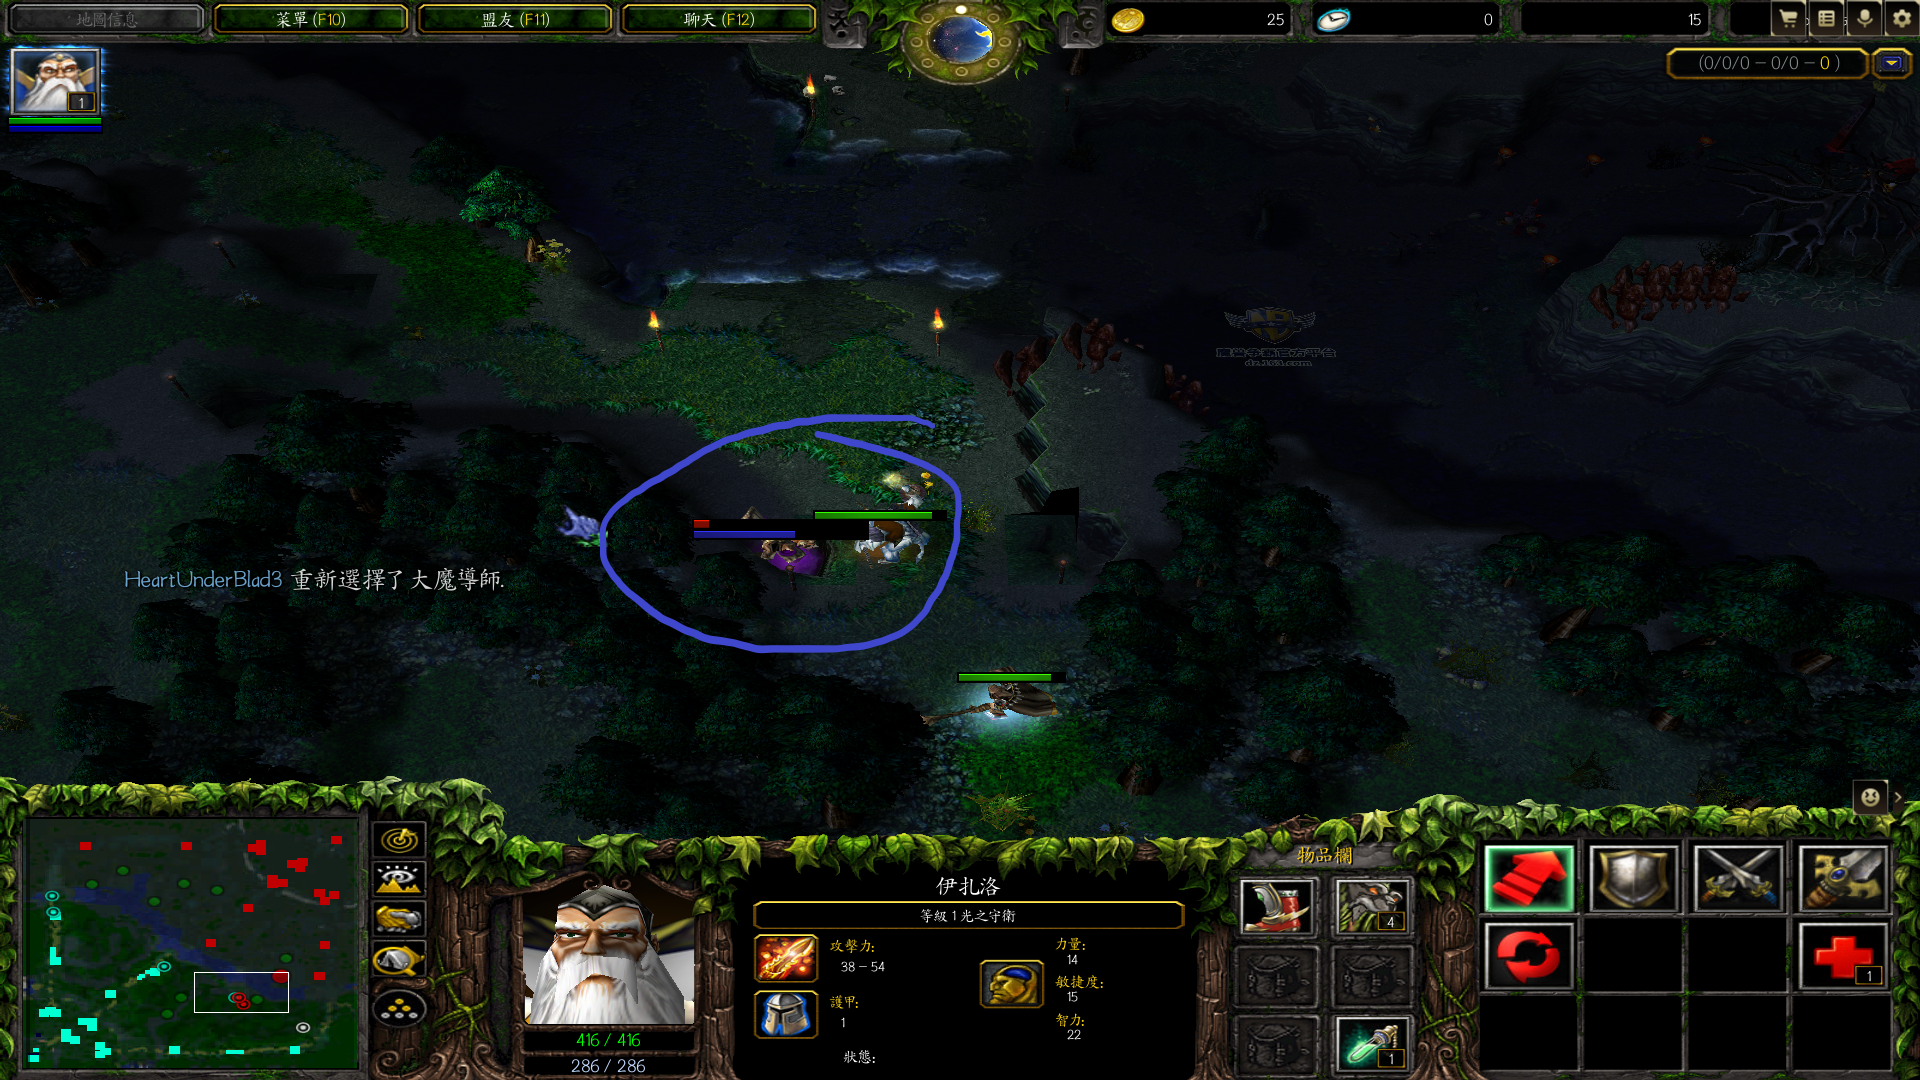 地圖信息
菜單 (F10)
盟友 (F11)
聊天 (F12)
25
0
15
(0/0/0 – 0/0 – 0 )
1
dz.163.com
HeartUnderBlad3 重新選擇了 大魔導師.
伊扎洛
等級 1 光之守衛
攻擊力:
38 – 54
護甲:
1
狀態:
力量:
14
敏捷度:
15
智力:
22
416 / 416
286 / 286
物品欄
4
1
1